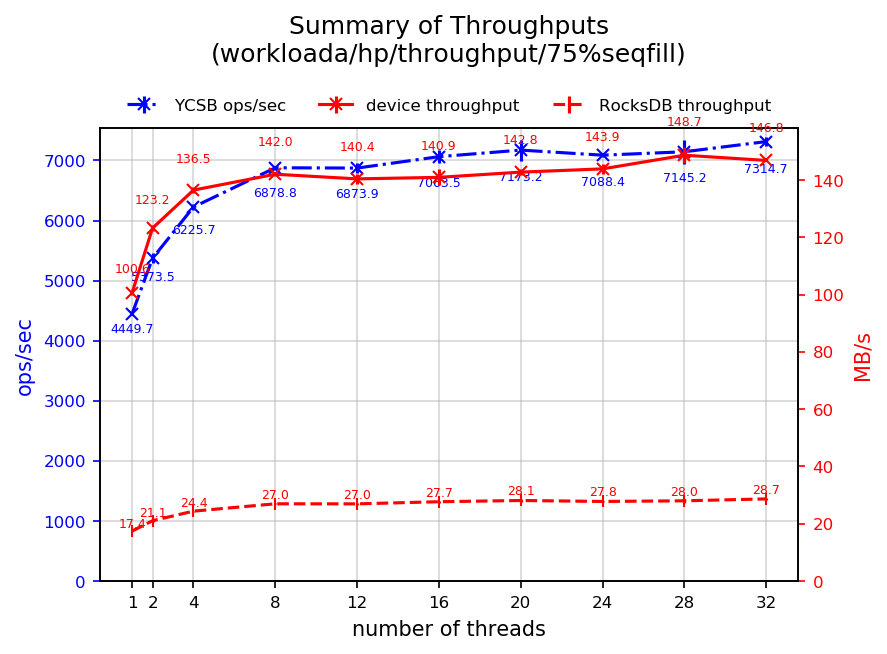 Summary of Throughputs
(workloada/hp/throughput/75%seqfill)
YCSB ops/sec device throughput RocksDB throughput
100.6 123.2 136.5 142.0 140.4 140.9 142.8 143.9 148.7 146.8
4449.7 5373.5 6225.7 6878.8 6873.9 7063.5 7173.2 7088.4 7145.2 7314.7
17.4 21.1 24.4 27.0 27.0 27.7 28.1 27.8 28.0 28.7
7000
6000
5000
4000
3000
2000
1000
0
ops/sec
140
120
100
80
60
40
20
0
MB/s
1 2 4 8 12 16 20 24 28 32
number of threads